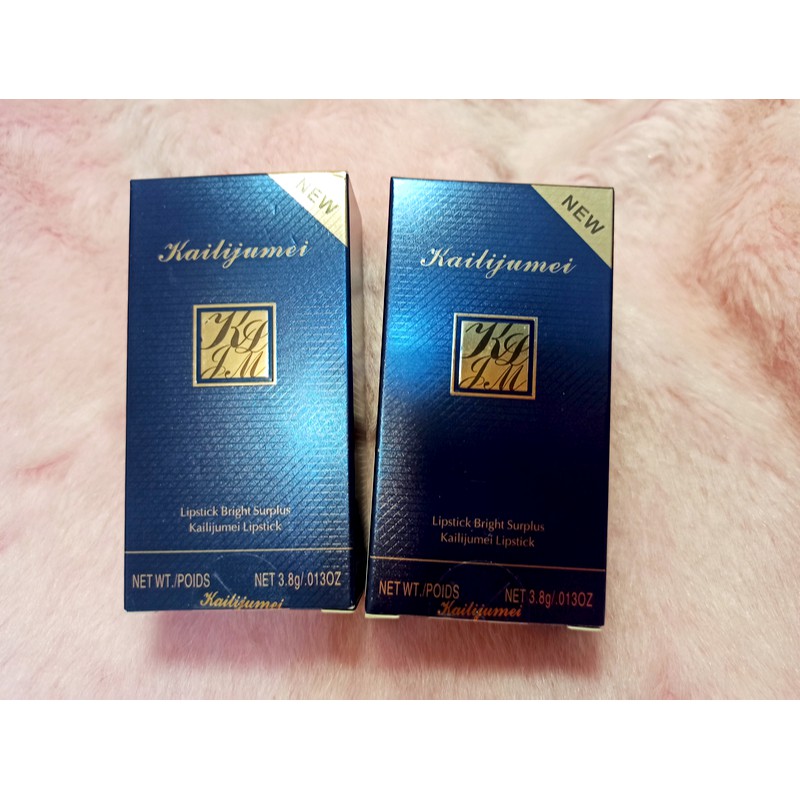 NEW
Kailijumei
KJ
JM
Lipstick Bright Surplus
Kailijumei Lipstick
NET WT./POIDS NET 3.8g/.013OZ
Kailijumei
NEW
Kailijumei
KJ
JM
Lipstick Bright Surplus
Kailijumei Lipstick
NET WT./POIDS NET 3.8g/.013OZ
Kailijumei